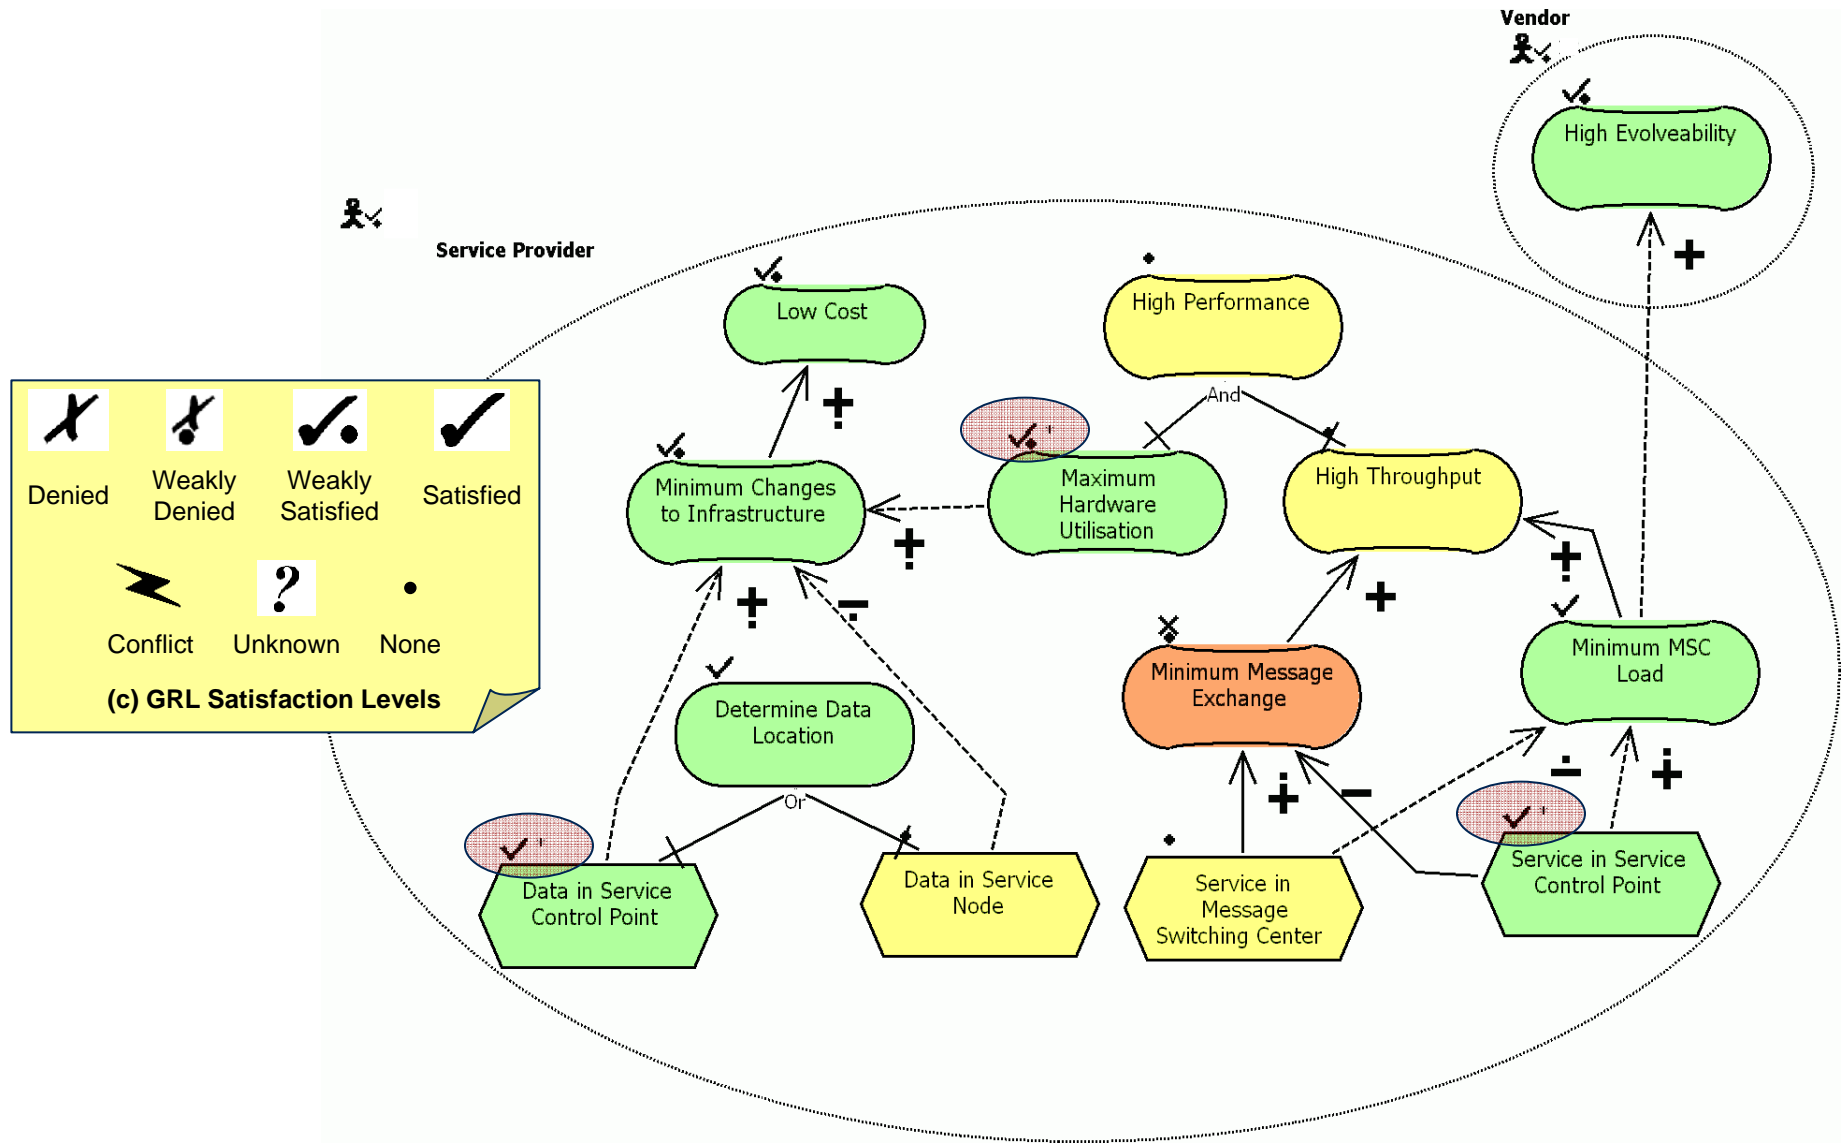 Vendor
High Evolveability
+
Service Provider
Low Cost
High Performance
And
Denied
Weakly
Denied
Weakly
Satisfied
Satisfied
Conflict
?
Unknown
None
(c) GRL Satisfaction Levels
Minimum Changes
to Infrastructure
Maximum
Hardware
Utilisation
High Throughput
+
Minimum Message
Exchange
Minimum MSC
Load
Determine Data
Location
Or
-
Data in Service
Control Point
Data in Service
Node
Service in
Message
Switching Center
Service in Service
Control Point